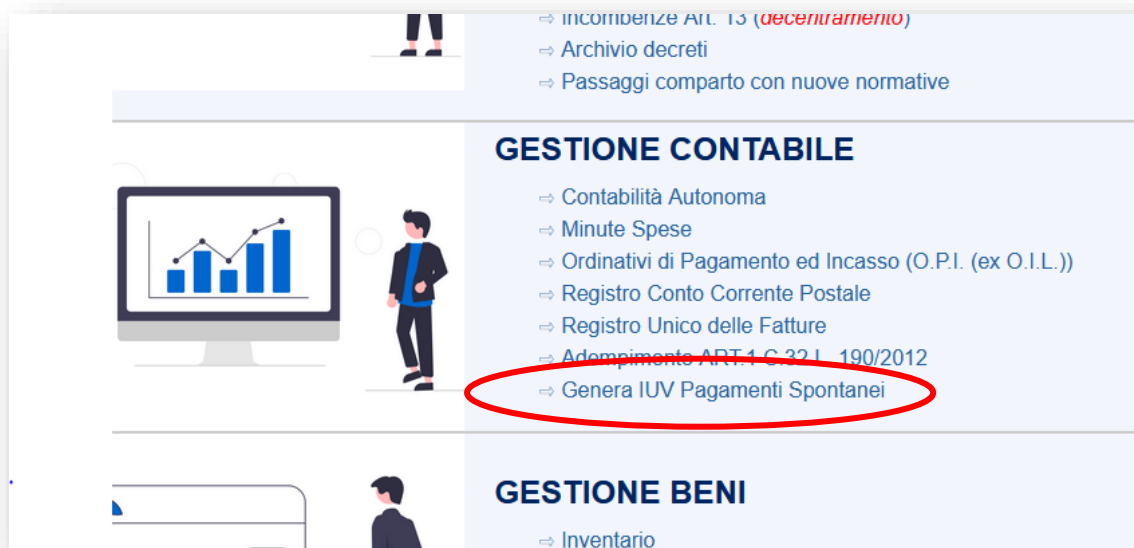 ⇨ Incombenze Art. 13 (decentramento)
⇨ Archivio decreti
⇨ Passaggi comparto con nuove normative
GESTIONE CONTABILE
⇨ Contabilità Autonoma
⇨ Minute Spese
⇨ Ordinativi di Pagamento ed Incasso (O.P.I. (ex O.I.L.))
⇨ Registro Conto Corrente Postale
⇨ Registro Unico delle Fatture
⇨ Adempimento ART.1 C.32 L. 190/2012
⇨ Genera IUV Pagamenti Spontanei
GESTIONE BENI
⇨ Inventario